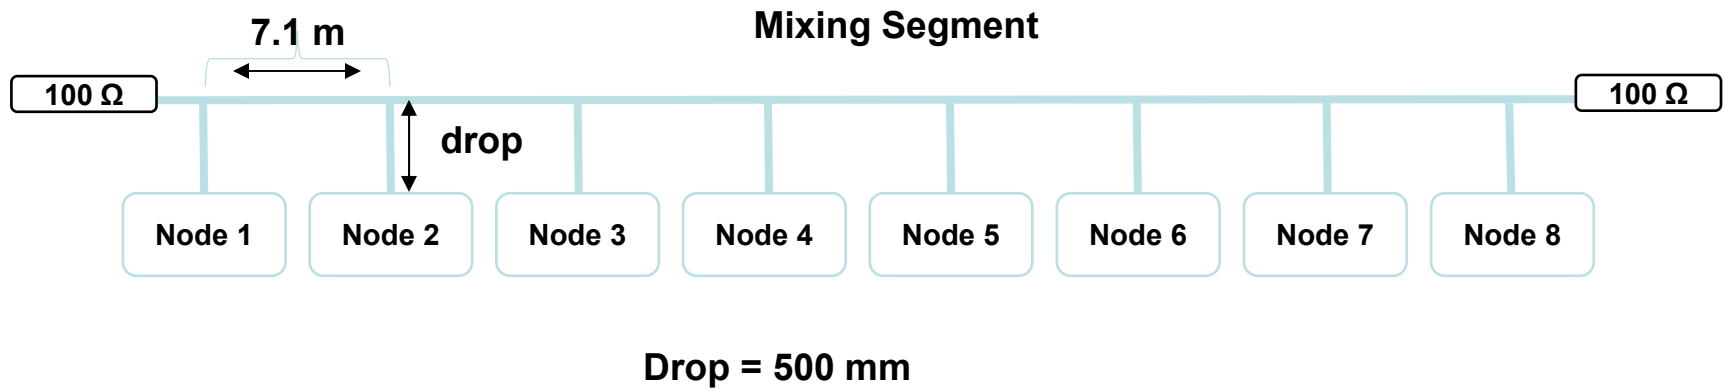 Mixing Segment
7.1 m
100 Ω
100 Ω
drop
Node 1
Node 2
Node 3
Node 4
Node 5
Node 6
Node 7
Node 8
Drop = 500 mm